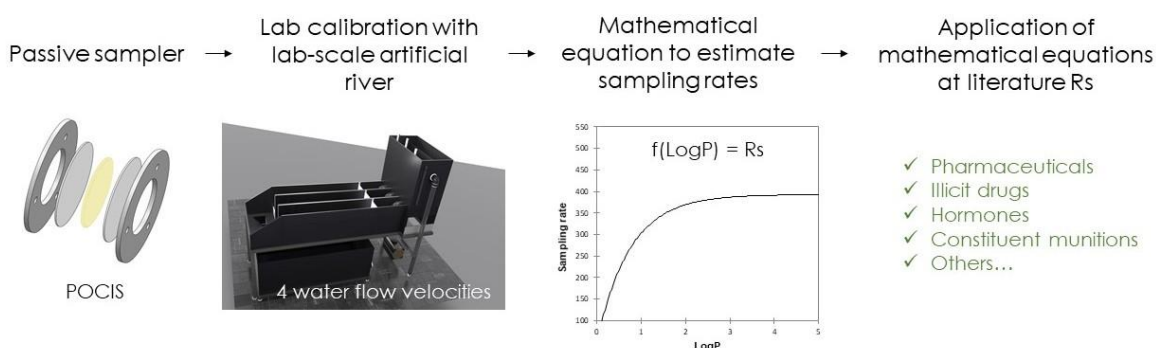 Passive sampler
Lab calibration with
lab-scale artificial
river
Mathematical
equation to estimate
sampling rates
Application of
mathematical equations
at literature Rs
POCIS
4 water flow velocities
f(LogP) = Rs
Sampling rate
550
500
450
400
350
300
250
200
150
100
0 1 2 3 4 5
LogP
✓ Pharmaceuticals
✓ Illicit drugs
✓ Hormones
✓ Constituent munitions
✓ Others…